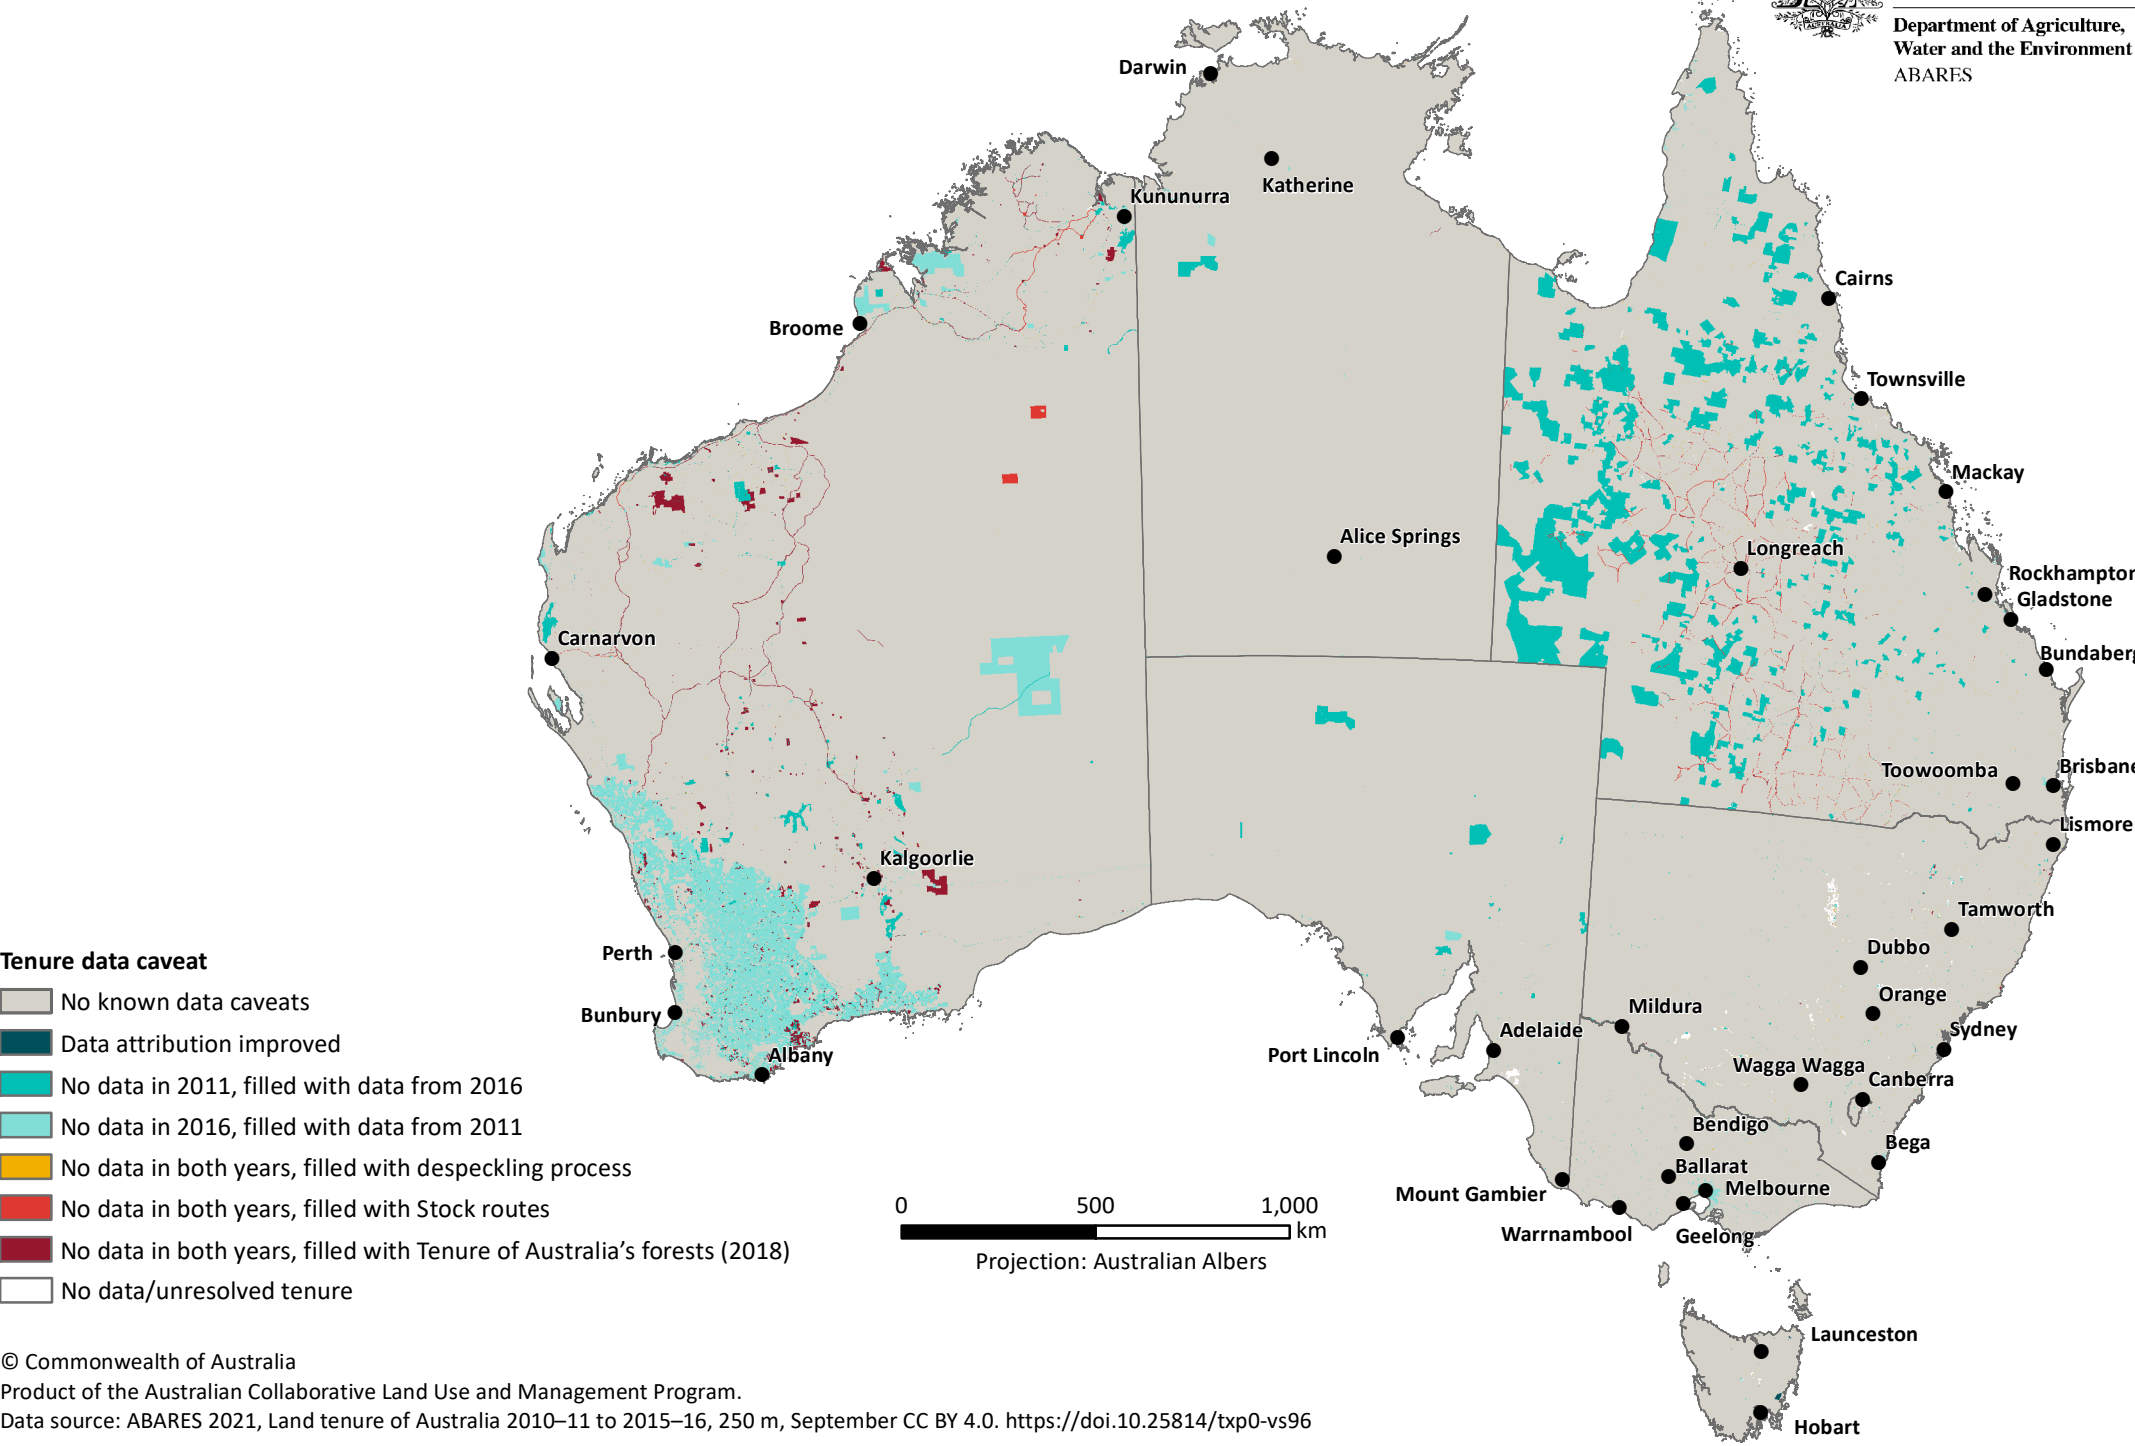 Department of Agriculture,
Water and the Environment
ABARES
Darwin
Katherine
Kununurra
Cairns
Broome
Townsville
Mackay
Alice Springs
Longreach
Rockhampton
Gladstone
Carnarvon
Bundaberg
Toowoomba
Brisbane
Lismore
Kalgoorlie
Tamworth
Dubbo
Perth
Orange
Mildura
Bunbury
Sydney
Adelaide
Port Lincoln
Albany
Wagga Wagga
Canberra
Bendigo
Bega
Ballarat
Mount Gambier
Melbourne
Warrnambool
Geelong
Launceston
Hobart
Tenure data caveat
No known data caveats
Data attribution improved
No data in 2011, filled with data from 2016
No data in 2016, filled with data from 2011
No data in both years, filled with despeckling process
No data in both years, filled with Stock routes
No data in both years, filled with Tenure of Australia’s forests (2018)
No data/unresolved tenure
0 500 1,000
km
Projection: Australian Albers
© Commonwealth of Australia
Product of the Australian Collaborative Land Use and Management Program.
Data source: ABARES 2021, Land tenure of Australia 2010–11 to 2015–16, 250 m, September CC BY 4.0. https://doi.org/10.25814/txp0-vs96